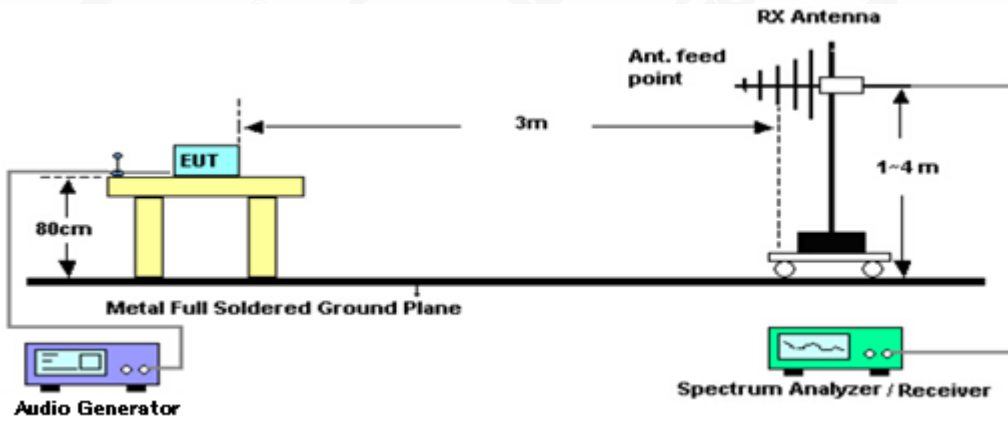 RX Antenna
Ant. feed
point
3m
EUT
1~4 m
80cm
Metal Full Soldered Ground Plane
Audio Generator
Spectrum Analyzer / Receiver